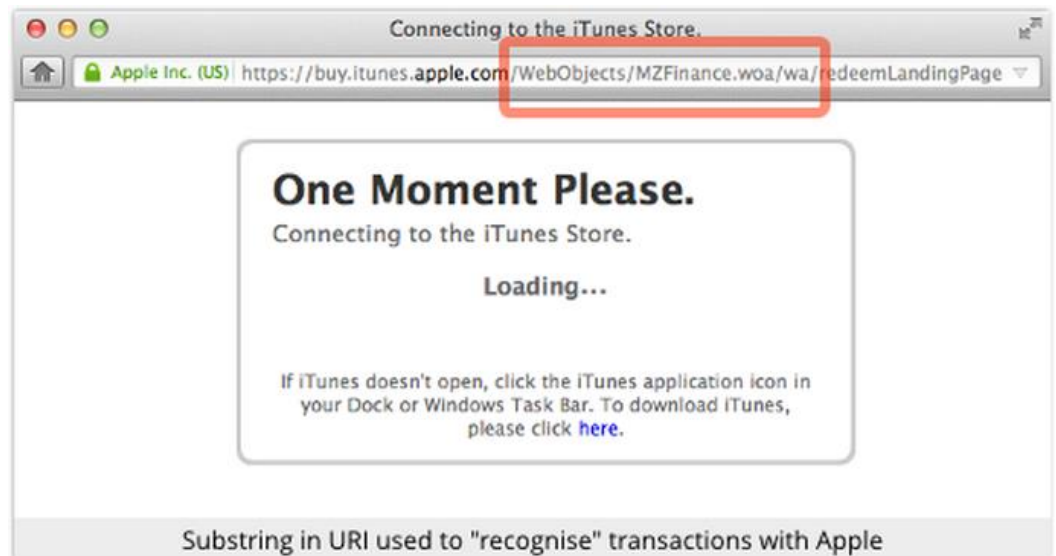 Connecting to the iTunes Store.
Apple Inc. (US) https://buy.itunes.apple.com/WebObjects/MZFinance.woa/wa/redeemLandingPage
One Moment Please.
Connecting to the iTunes Store.
Loading...
If iTunes doesn't open, click the iTunes application icon in
your Dock or Windows Task Bar. To download iTunes,
please click here.
Substring in URI used to "recognise" transactions with Apple